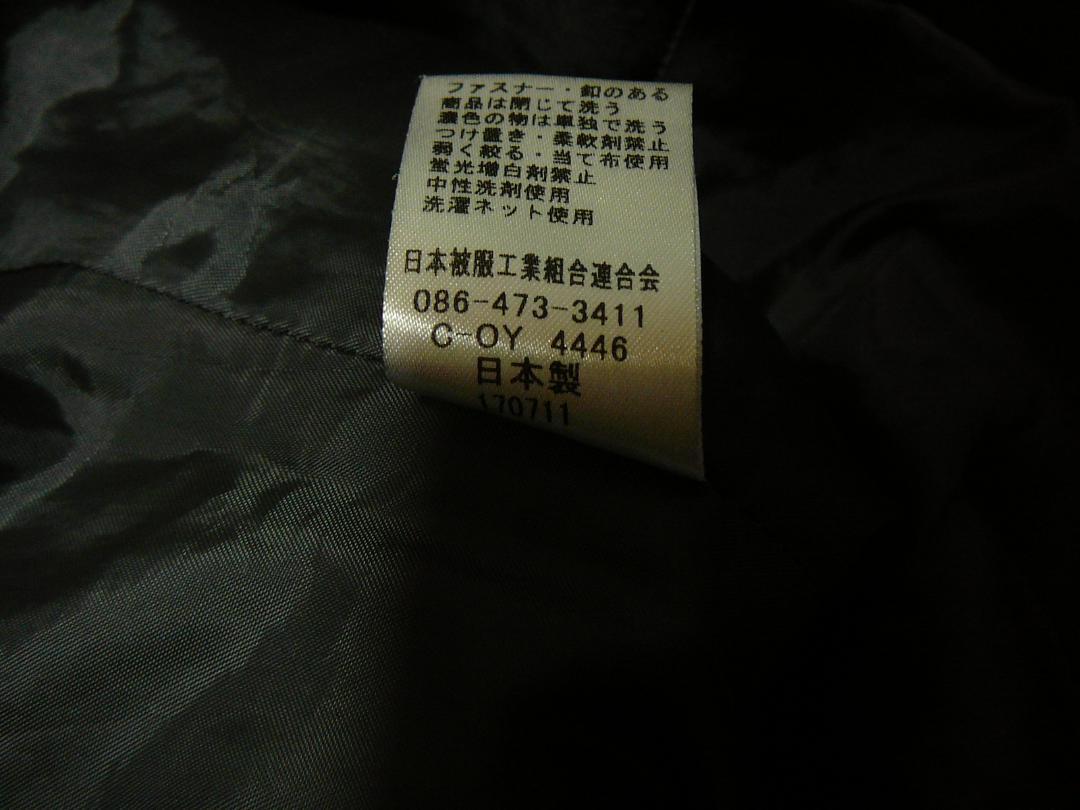 ファスナー・釦のある
商品は閉じて洗う
濃色の物は単独で洗う
つけ置き・柔軟剤禁止
弱く絞る・当て布使用
蛍光増白剤禁止
中性洗剤使用
洗濯ネット使用
日本被服工業組合連合会
086-473-3411
C-OY 4446
日本製
170711